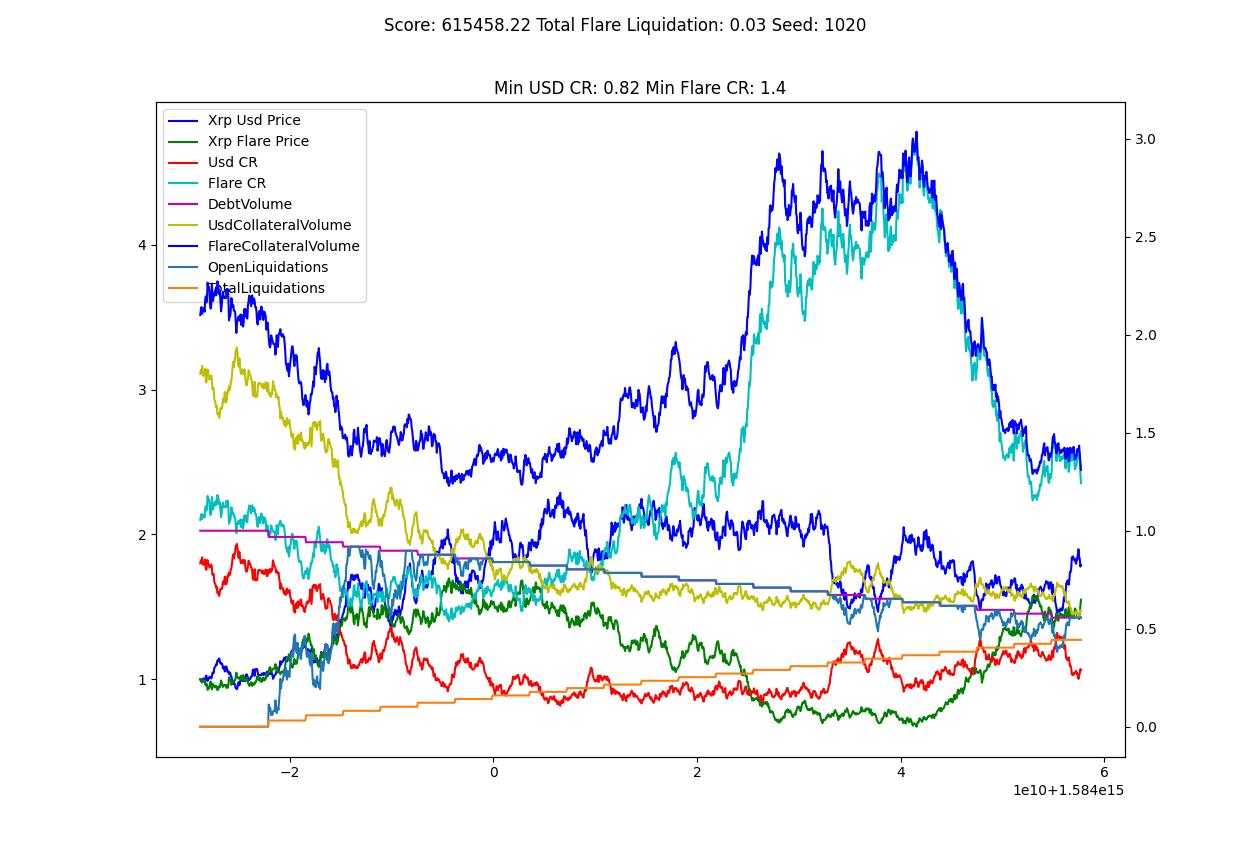 Score: 615458.22 Total Flare Liquidation: 0.03 Seed: 1020
Min USD CR: 0.82 Min Flare CR: 1.4
Xrp Usd Price
Xrp Flare Price
Usd CR
Flare CR
DebtVolume
UsdCollateralVolume
FlareCollateralVolume
OpenLiquidations
TotalLiquidations
4
3
2
1
3.0
2.5
2.0
1.5
1.0
0.5
0.0
−2
0
2
4
6
1e10+1.584e15